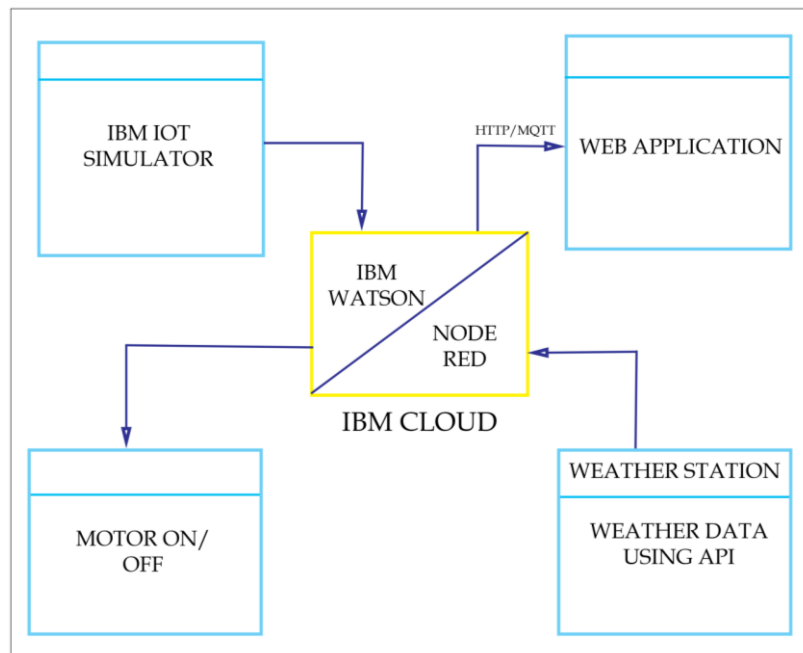 IBM IOT
SIMULATOR
HTTP/MQTT
WEB APPLICATION
IBM
WATSON
NODE
RED
IBM CLOUD
MOTOR ON/
OFF
WEATHER STATION
WEATHER DATA
USING API